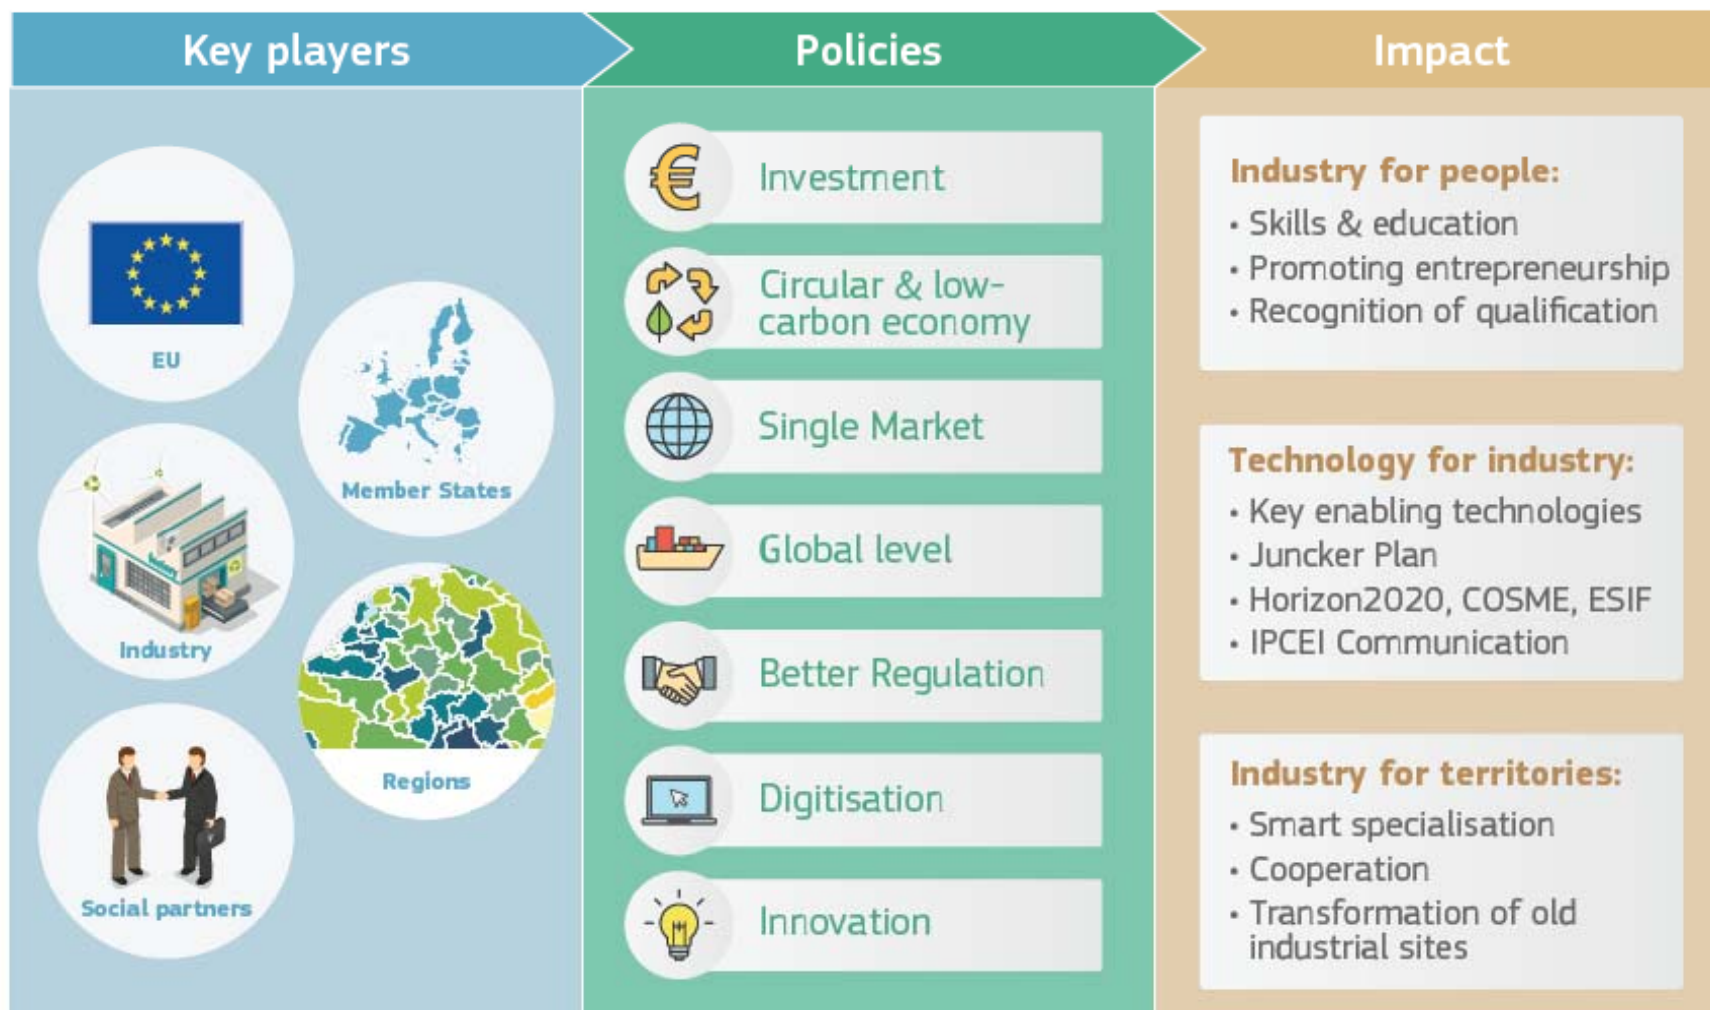 Key players
EU
Member States
Industry
Regions
Social partners
Policies
Investment
Circular & low-
carbon economy
Single Market
Global level
Better Regulation
Digitisation
Innovation
Impact
Industry for people:
• Skills & education
• Promoting entrepreneurship
• Recognition of qualification
Technology for industry:
• Key enabling technologies
• Juncker Plan
• Horizon2020, COSME, ESIF
• IPCEI Communication
Industry for territories:
• Smart specialisation
• Cooperation
• Transformation of old
industrial sites